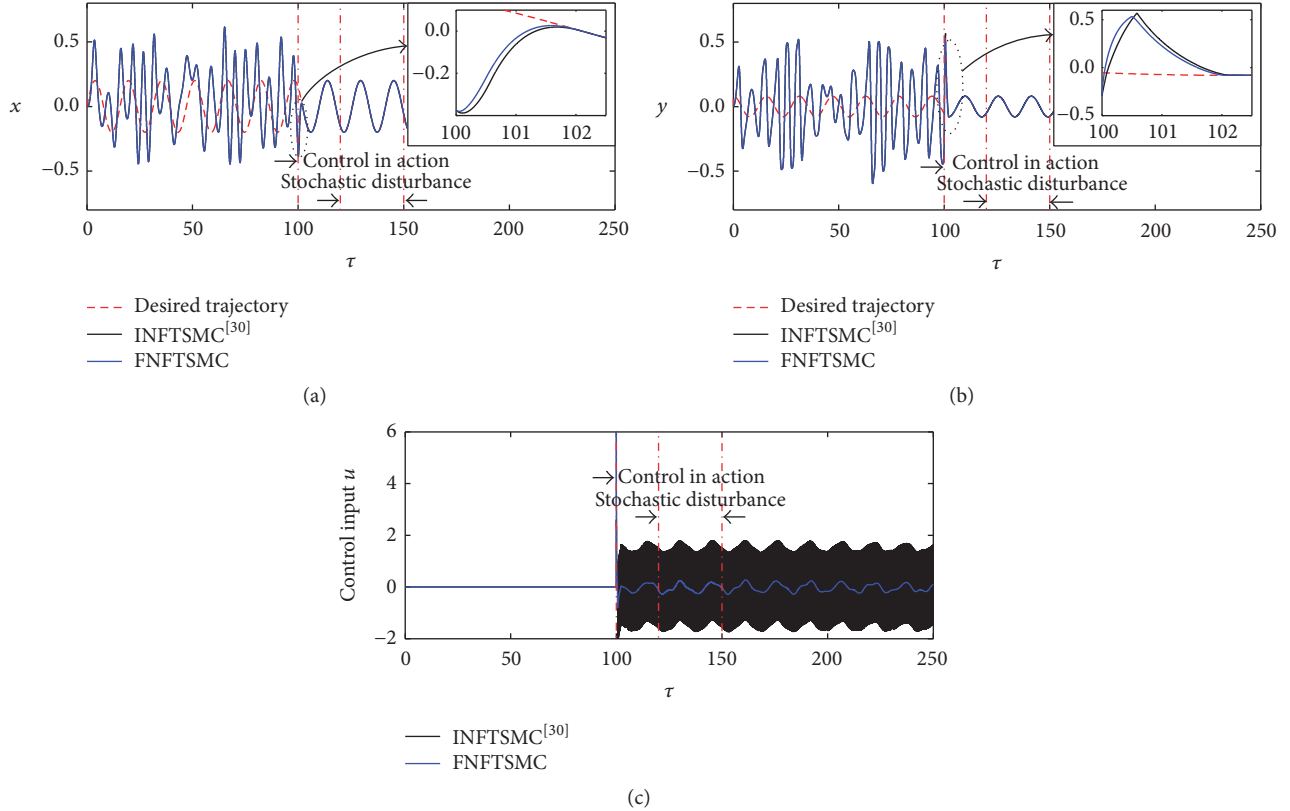 0.5
0.0
−0.5
x
0.0
−0.2
100
101
102
Control in action
Stochastic disturbance
0
50
100
150
200
250
τ
Desired trajectory
INFTSMC[30]
FNFTSMC
(a)
0.5
0.0
−0.5
y
0.5
0.0
−0.5
100
101
102
Control in action
Stochastic disturbance
0
50
100
150
200
250
τ
Desired trajectory
INFTSMC[30]
FNFTSMC
(b)
6
4
2
0
−2
Control input u
Control in action
Stochastic disturbance
0
50
100
150
200
250
τ
INFTSMC[30]
FNFTSMC
(c)